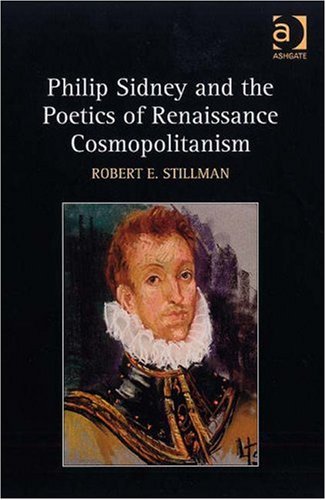 a
ASHGATE
Philip Sidney and the
Poetics of Renaissance
Cosmopolitanism
ROBERT E. STILLMAN